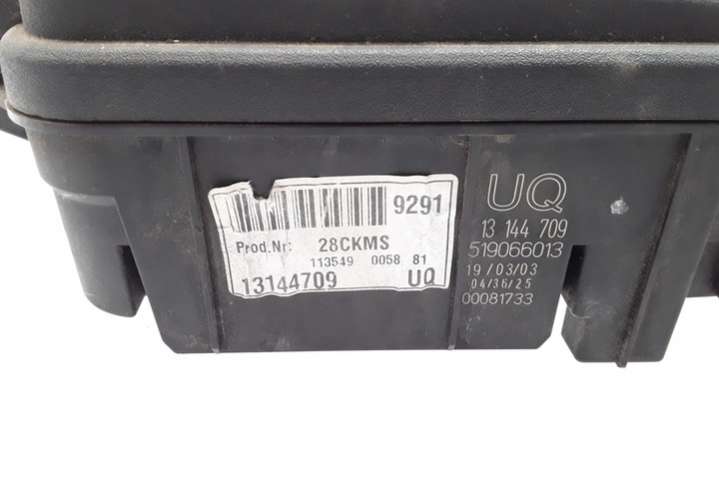 9291
Prod.Nr: 28CKMS
113549 0058 81
13144709 UQ
UQ
13 144 709
519066013
19/03/03
04/36/25
00081733